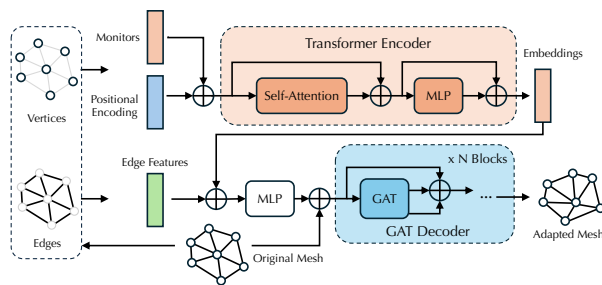 Monitors
Transformer Encoder
Embeddings
Self-Attention
MLP
Positional
Encoding
Vertices
Edge Features
x N Blocks
MLP
GAT
...
GAT Decoder
Edges
Original Mesh
Adapted Mesh